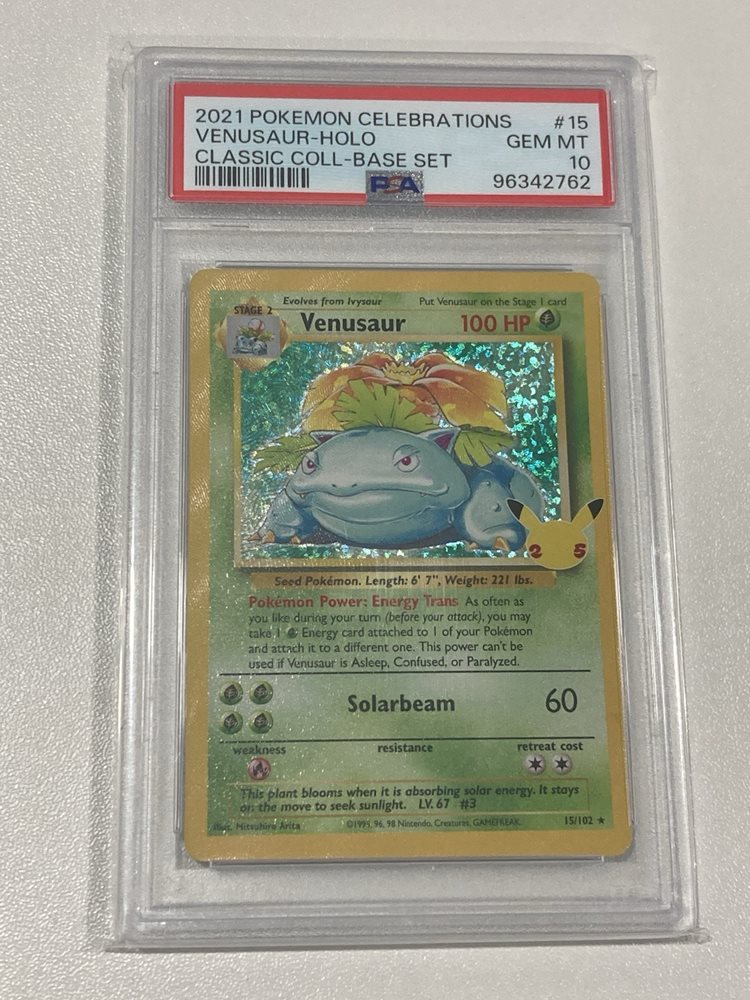 2021 POKEMON CELEBRATIONS #15
VENUSAUR-HOLO GEM MT
CLASSIC COLL-BASE SET 10
PSA 96342762
Evolves from Ivysaur Put Venusaur on the Stage 1 card
STAGE 2
Venusaur 100 HP
25
Seed Pokémon. Length: 6' 7", Weight: 221 lbs.
Pokémon Power: Energy Trans As often as
you like during your turn (before your attack), you may
take 1 Energy card attached to 1 of your Pokémon
and attach it to a different one. This power can't be
used if Venusaur is Asleep, Confused, or Paralyzed.
Solarbeam 60
weakness resistance retreat cost
This plant blooms when it is absorbing solar energy. It stays
on the move to seek sunlight. LV. 67 #3
Illus. Mitsuhiro Arita ©1995, 96, 98 Nintendo, Creatures, GAMEFREAK. 15/102 ★